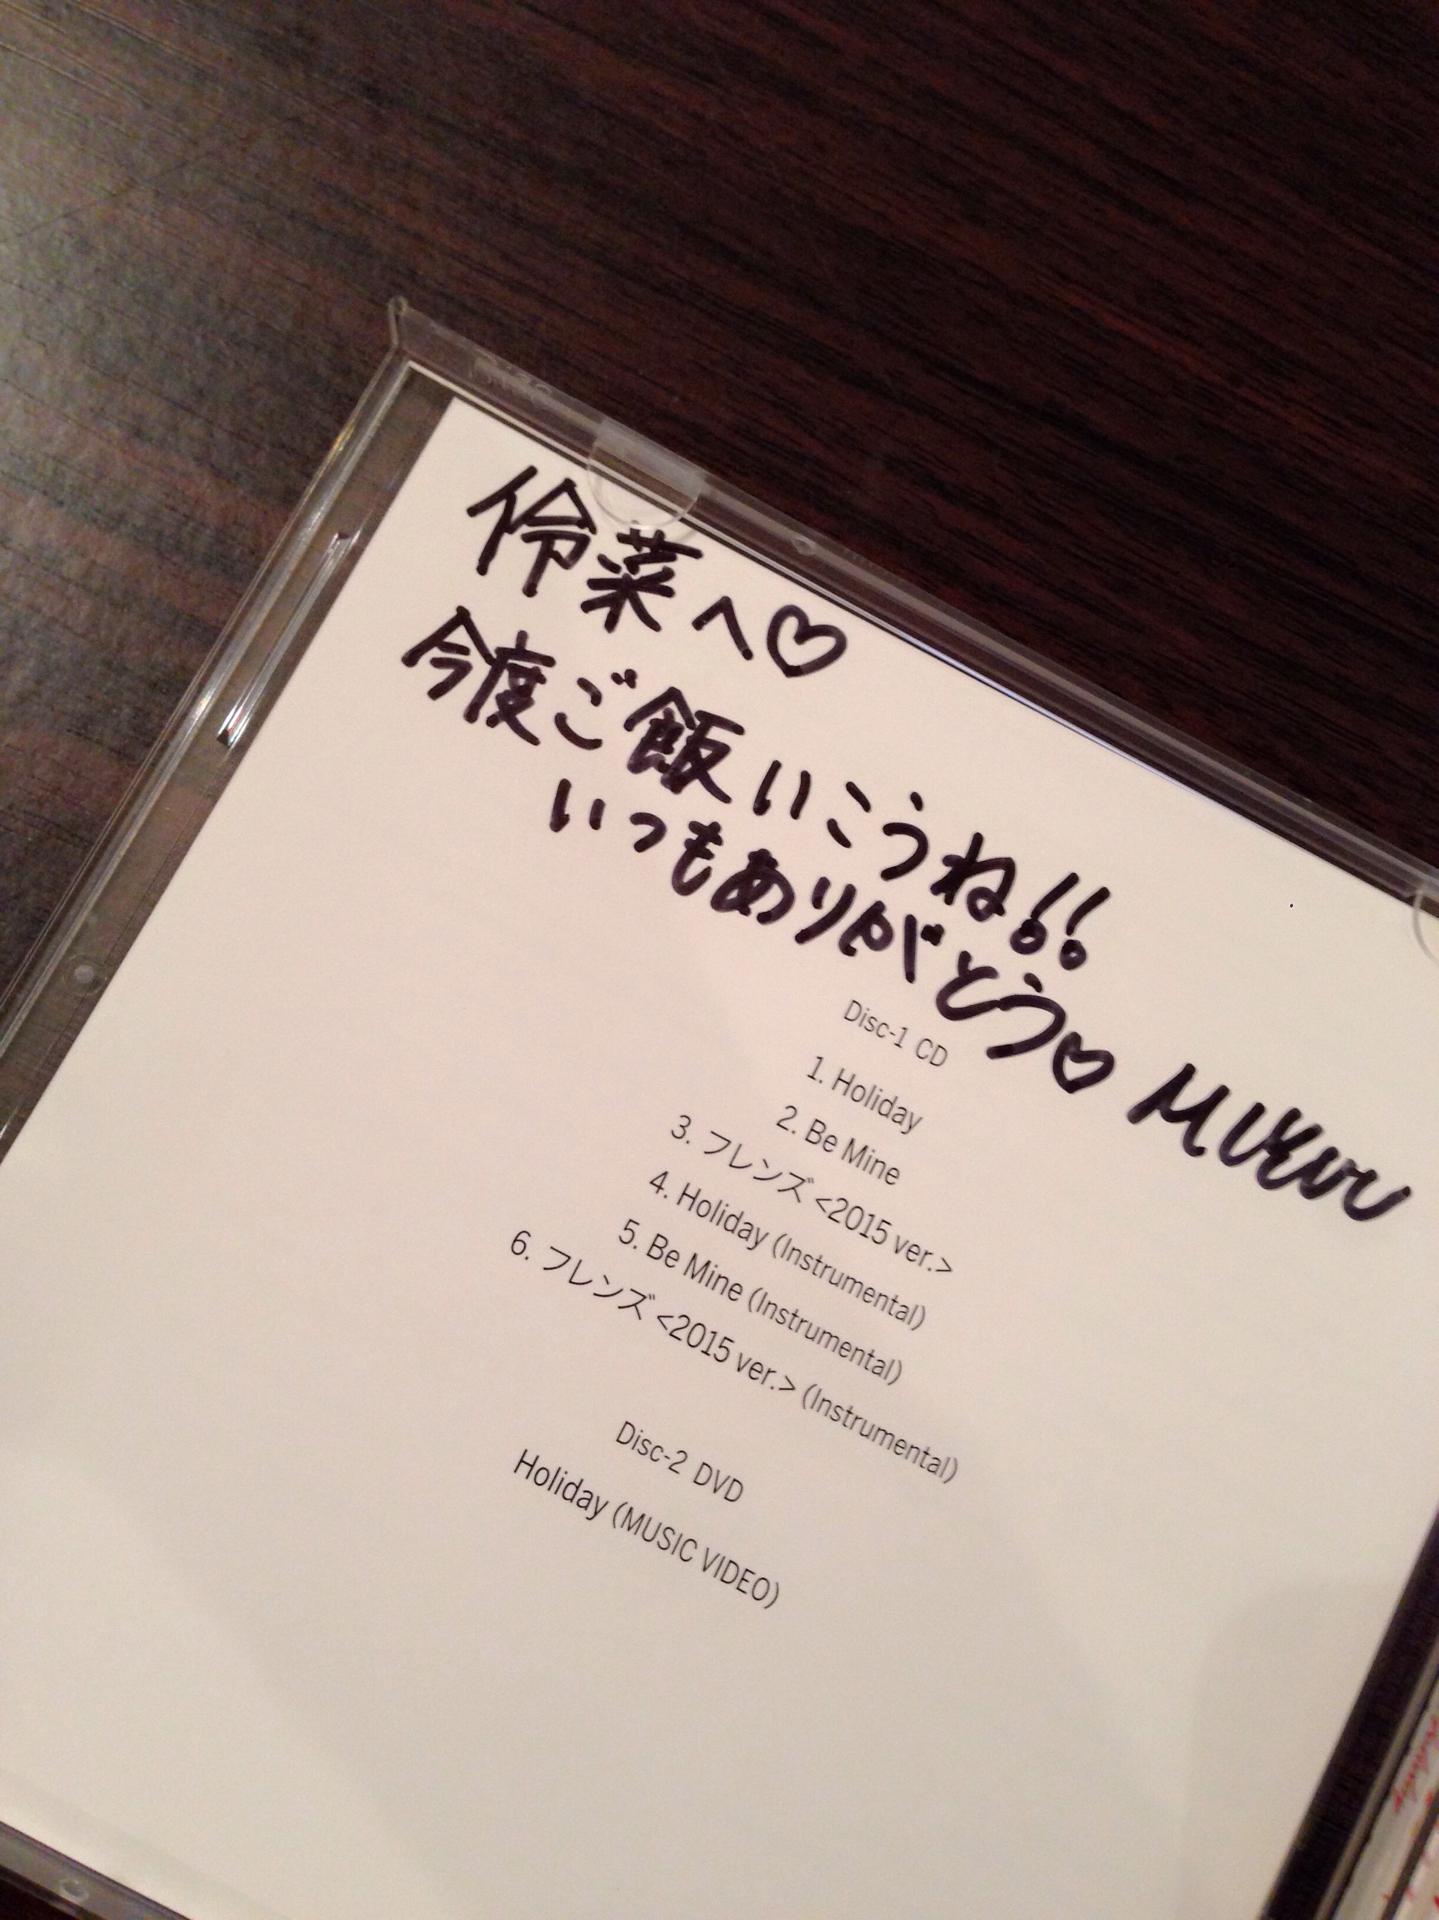 伶菜へ♡
今度ご飯いこうね!!
いつもありがとう♡
Disc-1 CD
1. Holiday
2. Be Mine
3. フレンズ <2015 ver.>
4. Holiday (Instrumental)
5. Be Mine (Instrumental)
6. フレンズ <2015 ver.> (Instrumental)
Disc-2 DVD
Holiday (MUSIC VIDEO)